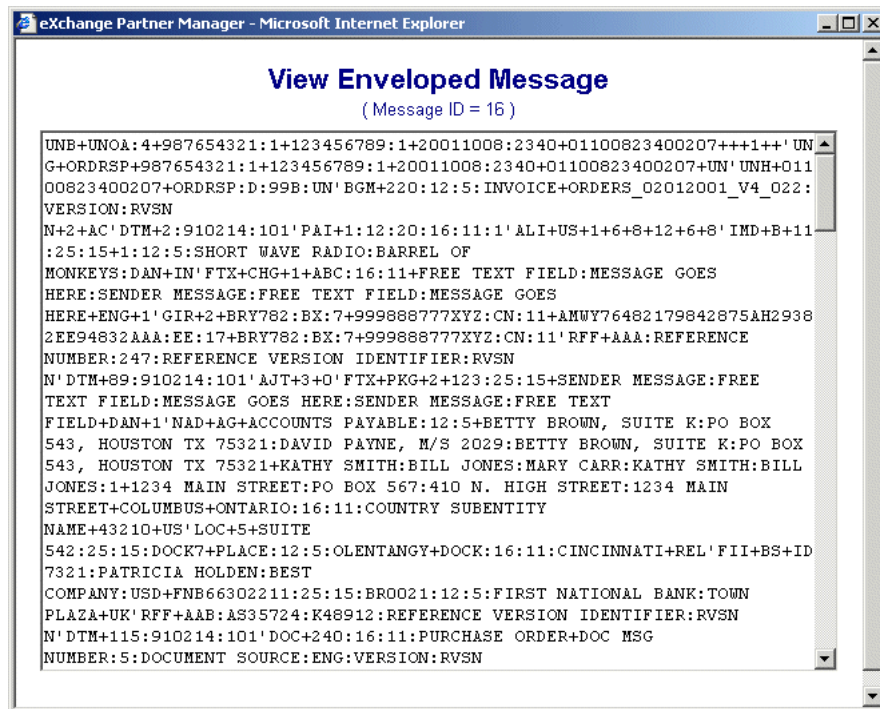 eXchange Partner Manager - Microsoft Internet Explorer
View Enveloped Message
( Message ID = 16 )
UNB+UNOA:4+987654321:1+123456789:1+20011008:2340+01100823400207+++1++'UN
G+ORDRSP+987654321:1+123456789:1+20011008:2340+01100823400207+UN'UNH+011
00823400207+ORDRSP:D:99B:UN'BGM+220:12:5:INVOICE+ORDERS_02012001_V4_022:
VERSION:RVSN
N+2+AC'DTM+2:910214:101'PAI+1:12:20:16:11:1'ALI+US+1+6+8+12+6+8'IMD+B+11
:25:15+1:12:5:SHORT WAVE RADIO:BARREL OF
MONKEYS:DAN+IN'FTX+CHG+1+ABC:16:11+FREE TEXT FIELD:MESSAGE GOES
HERE:SENDER MESSAGE:FREE TEXT FIELD:MESSAGE GOES
HERE+ENG+1'GIR+2+BRY782:BX:7+999888777XYZ:CN:11+AMWY76482179842875AH2938
2EE94832AAA:EE:17+BRY782:BX:7+999888777XYZ:CN:11'RFF+AAA:REFERENCE
NUMBER:247:REFERENCE VERSION IDENTIFIER:RVSN
N'DTM+89:910214:101'AJT+3+0'FTX+PKG+2+123:25:15+SENDER MESSAGE:FREE
TEXT FIELD:MESSAGE GOES HERE:SENDER MESSAGE:FREE TEXT
FIELD+DAN+1'NAD+AG+ACCOUNTS PAYABLE:12:5+BETTY BROWN, SUITE K:PO BOX
543, HOUSTON TX 75321:DAVID PAYNE, M/S 2029:BETTY BROWN, SUITE K:PO BOX
543, HOUSTON TX 75321+KATHY SMITH:BILL JONES:MARY CARR:KATHY SMITH:BILL
JONES:1+1234 MAIN STREET:PO BOX 567:410 N. HIGH STREET:1234 MAIN
STREET+COLUMBUS+ONTARIO:16:11:COUNTRY SUBENTITY
NAME+43210+US'LOC+5+SUITE
542:25:15:DOCK7+PLACE:12:5:OLENTANGY+DOCK:16:11:CINCINNATI+REL'FII+BS+ID
7321:PATRICIA HOLDEN:BEST
COMPANY:USD+FNB66302211:25:15:BR0021:12:5:FIRST NATIONAL BANK:TOWN
PLAZA+UK'RFF+AAB:AS35724:K48912:REFERENCE VERSION IDENTIFIER:RVSN
N'DTM+115:910214:101'DOC+240:16:11:PURCHASE ORDER+DOC MSG
NUMBER:5:DOCUMENT SOURCE:ENG:VERSION:RVSN